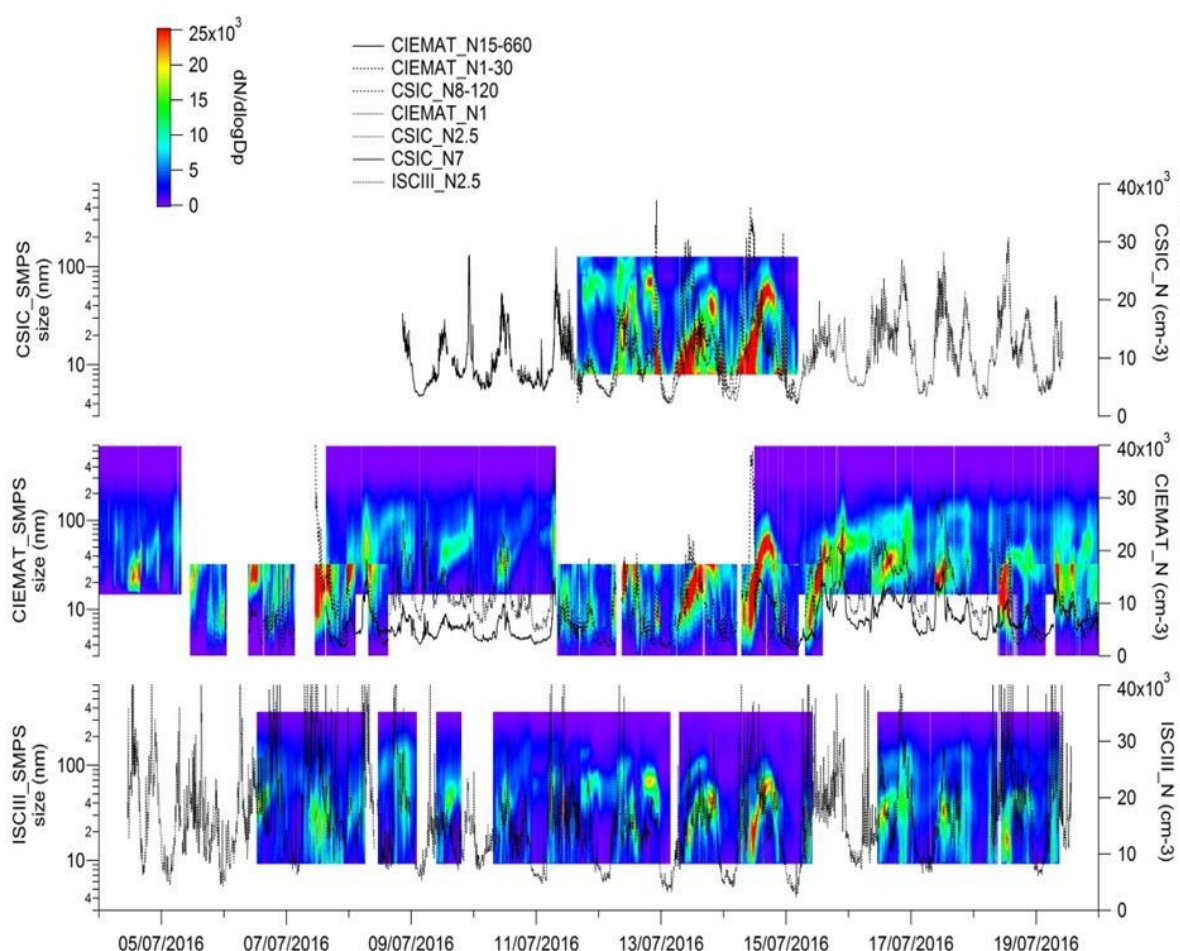 25x10³
20
15
10
5
0
dN/dlogDp
CIEMAT_N15-660
CIEMAT_N1-30
CSIC_N8-120
CIEMAT_N1
CSIC_N2.5
CSIC_N7
ISCIII_N2.5
CSIC_SMPS
size (nm)
4
2
100
4
2
10
4
40x10³
30
20
10
0
CSIC_N (cm-3)
CIEMAT_SMPS
size (nm)
4
2
100
4
2
10
4
40x10³
30
20
10
0
CIEMAT_N (cm-3)
ISCIII_SMPS
size (nm)
4
2
100
4
2
10
4
40x10³
30
20
10
0
ISCIII_N (cm-3)
05/07/2016 07/07/2016 09/07/2016 11/07/2016 13/07/2016 15/07/2016 17/07/2016 19/07/2016